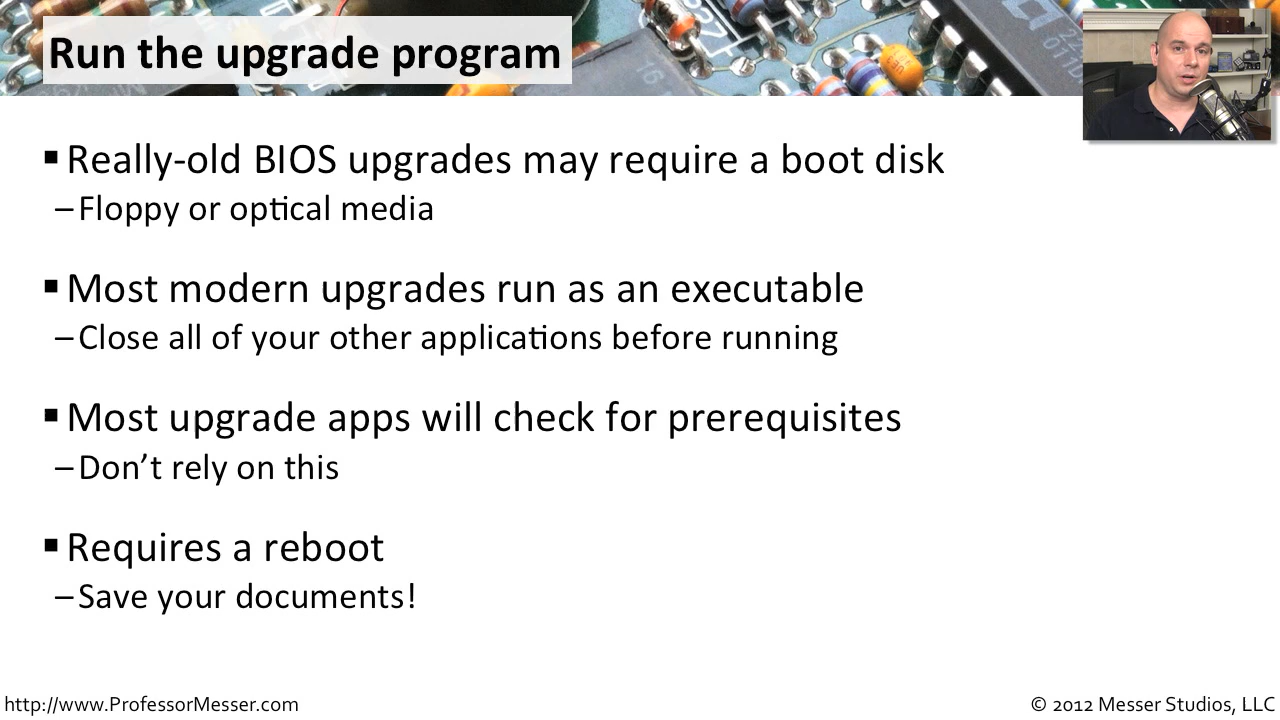 Run the upgrade program
▪ Really-old BIOS upgrades may require a boot disk
– Floppy or optical media
▪ Most modern upgrades run as an executable
– Close all of your other applications before running
▪ Most upgrade apps will check for prerequisites
– Don’t rely on this
▪ Requires a reboot
– Save your documents!
http://www.ProfessorMesser.com
© 2012 Messer Studios, LLC